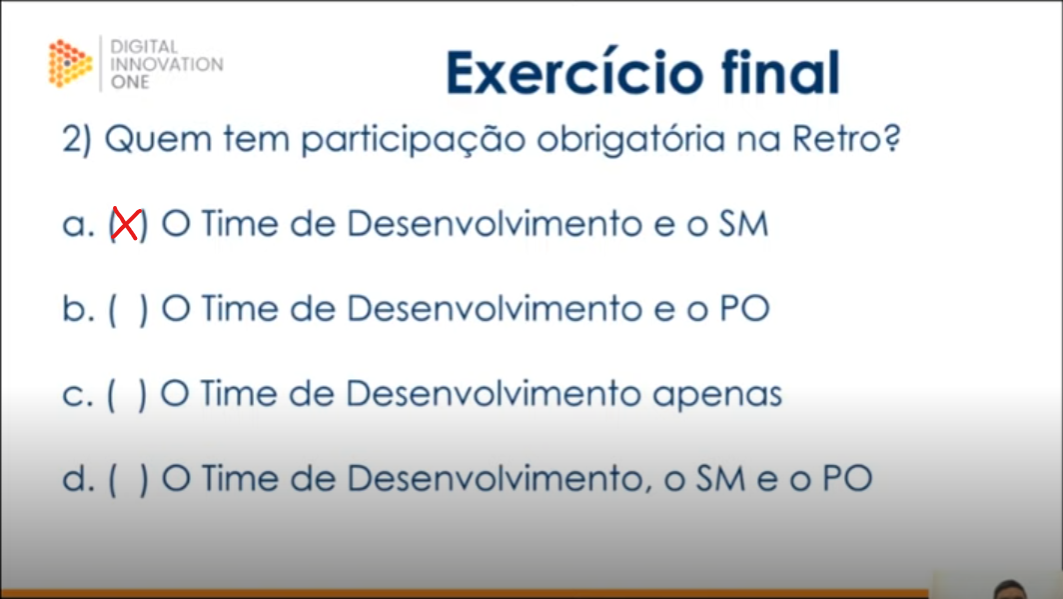 DIGITAL
INNOVATION
ONE
Exercício final
2) Quem tem participação obrigatória na Retro?
a. (X) O Time de Desenvolvimento e o SM
b. ( ) O Time de Desenvolvimento e o PO
c. ( ) O Time de Desenvolvimento apenas
d. ( ) O Time de Desenvolvimento, o SM e o PO